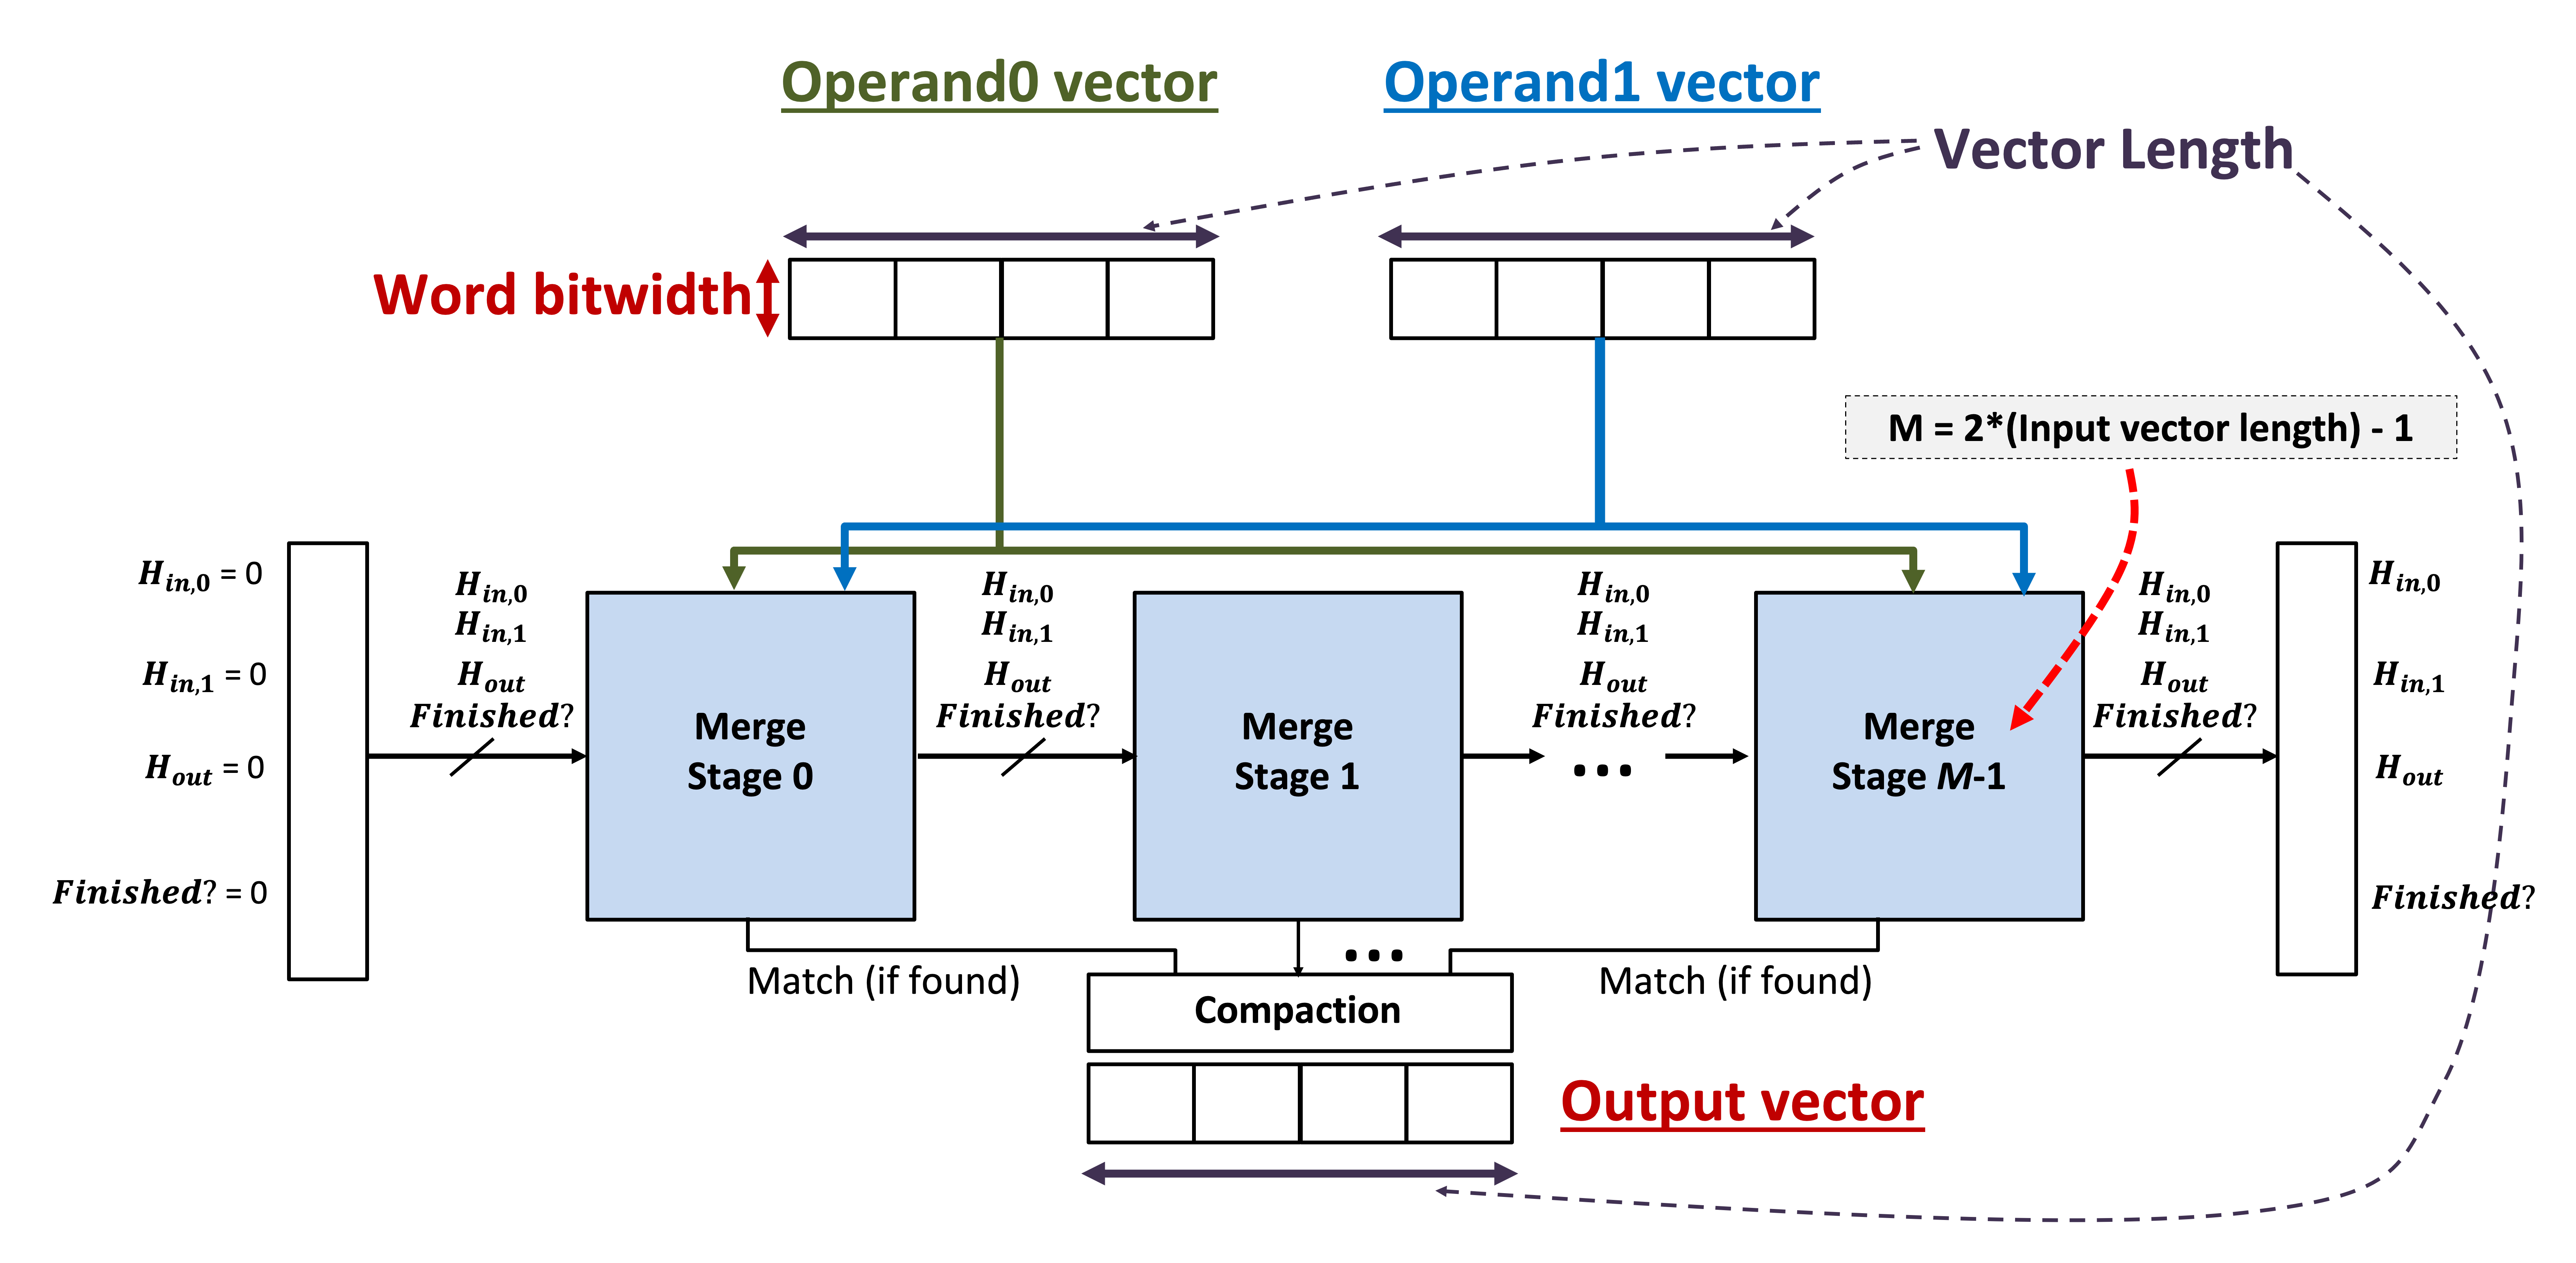 Operand0 vector
Operand1 vector
Vector Length
Word bitwidth
M = 2*(Input vector length) - 1
H_{in,0} = 0
H_{in,1} = 0
H_{out} = 0
Finished? = 0
H_{in,0}
H_{in,1}
H_{out}
Finished?
Merge
Stage 0
H_{in,0}
H_{in,1}
H_{out}
Finished?
Merge
Stage 1
H_{in,0}
H_{in,1}
H_{out}
Finished?
...
Merge
Stage M-1
H_{in,0}
H_{in,1}
H_{out}
Finished?
H_{in,0}
H_{in,1}
H_{out}
Finished?
...
Match (if found)
Match (if found)
Compaction
Output vector